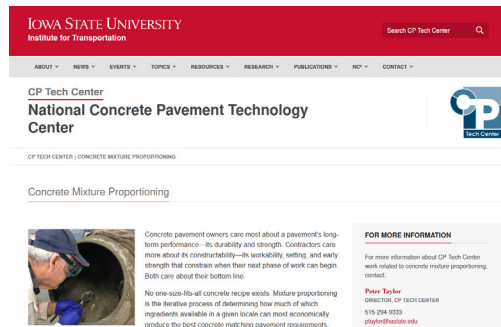 IOWA STATE UNIVERSITY
Institute for Transportation
Search CP Tech Center
ABOUT NEWS EVENTS TOPICS RESOURCES RESEARCH PUBLICATIONS NC² CONTACT
CP Tech Center
National Concrete Pavement Technology
Center
CP
Tech Center
CP TECH CENTER | CONCRETE MIXTURE PROPORTIONING
Concrete Mixture Proportioning
Concrete pavement owners care most about a pavement's long-
term performance—its durability and strength. Contractors care
more about its constructability—its workability, setting, and early
strength that constrain when their next phase of work can begin.
Both care about their bottom line.
No one-size-fits-all concrete recipe exists. Mixture proportioning
is the iterative process of determining how much of which
ingredients available in a given locale can most economically
produce the best concrete matching pavement requirements
FOR MORE INFORMATION
For more information about CP Tech Center
work related to concrete mixture proportioning,
contact:
Peter Taylor
DIRECTOR, CP TECH CENTER
515-294-9333
ptaylor@iastate.edu